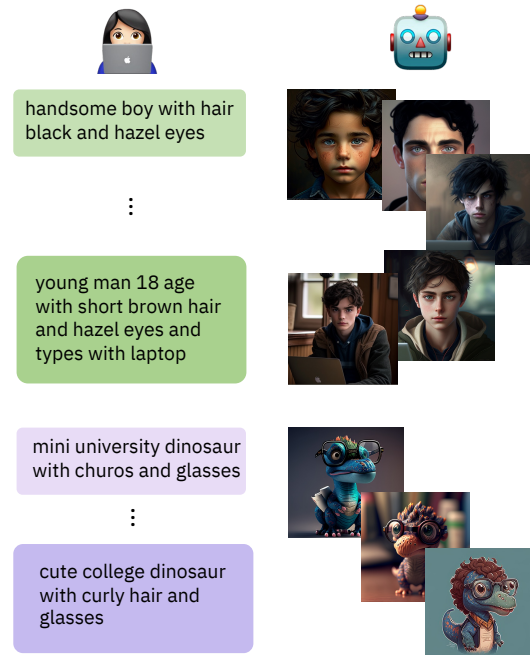 handsome boy with hair
black and hazel eyes
young man 18 age
with short brown hair
and hazel eyes and
types with laptop
mini university dinosaur
with churos and glasses
cute college dinosaur
with curly hair and
glasses